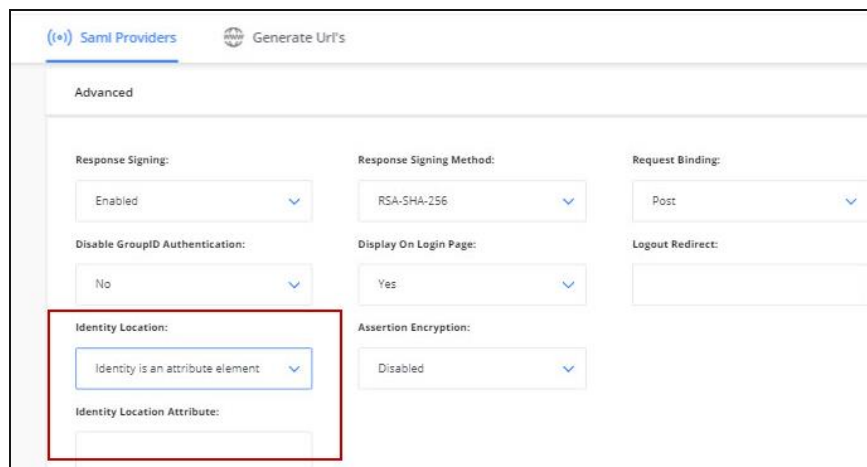 Saml Providers Generate Url's
Advanced
Response Signing: Response Signing Method: Request Binding:
Enabled RSA-SHA-256 Post
Disable GroupID Authentication: Display On Login Page: Logout Redirect:
No Yes
Identity Location: Assertion Encryption:
Identity is an attribute element Disabled
Identity Location Attribute: